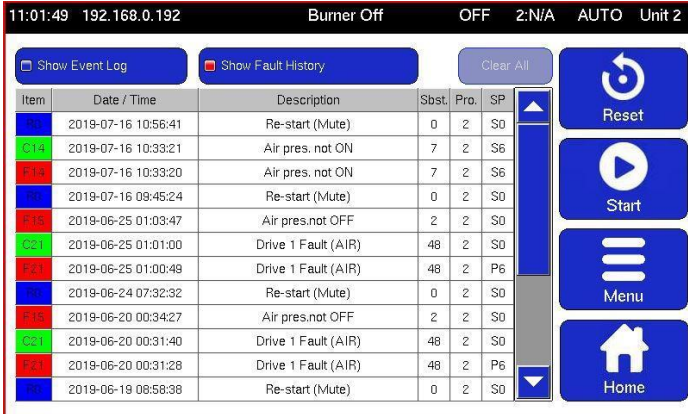 11:01:49 192.168.0.192 Burner Off OFF 2:N/A AUTO Unit 2
Show Event Log Show Fault History Clear All
Item Date / Time Description Sbst. Pro. SP
R0 2019-07-16 10:56:41 Re-start (Mute) 0 2 S0
C14 2019-07-16 10:33:21 Air pres. not ON 7 2 S6
F14 2019-07-16 10:33:20 Air pres. not ON 7 2 S6
R0 2019-07-16 09:45:24 Re-start (Mute) 0 2 S0
F15 2019-06-25 01:03:47 Air pres.not OFF 2 2 S0
C21 2019-06-25 01:01:00 Drive 1 Fault (AIR) 48 2 S0
F21 2019-06-25 01:00:49 Drive 1 Fault (AIR) 48 2 P6
R0 2019-06-24 07:32:32 Re-start (Mute) 0 2 S0
F15 2019-06-20 00:34:27 Air pres.not OFF 2 2 S0
C21 2019-06-20 00:31:40 Drive 1 Fault (AIR) 48 2 S0
F21 2019-06-20 00:31:28 Drive 1 Fault (AIR) 48 2 P6
R0 2019-06-19 08:58:38 Re-start (Mute) 0 2 S0
Reset
Start
Menu
Home